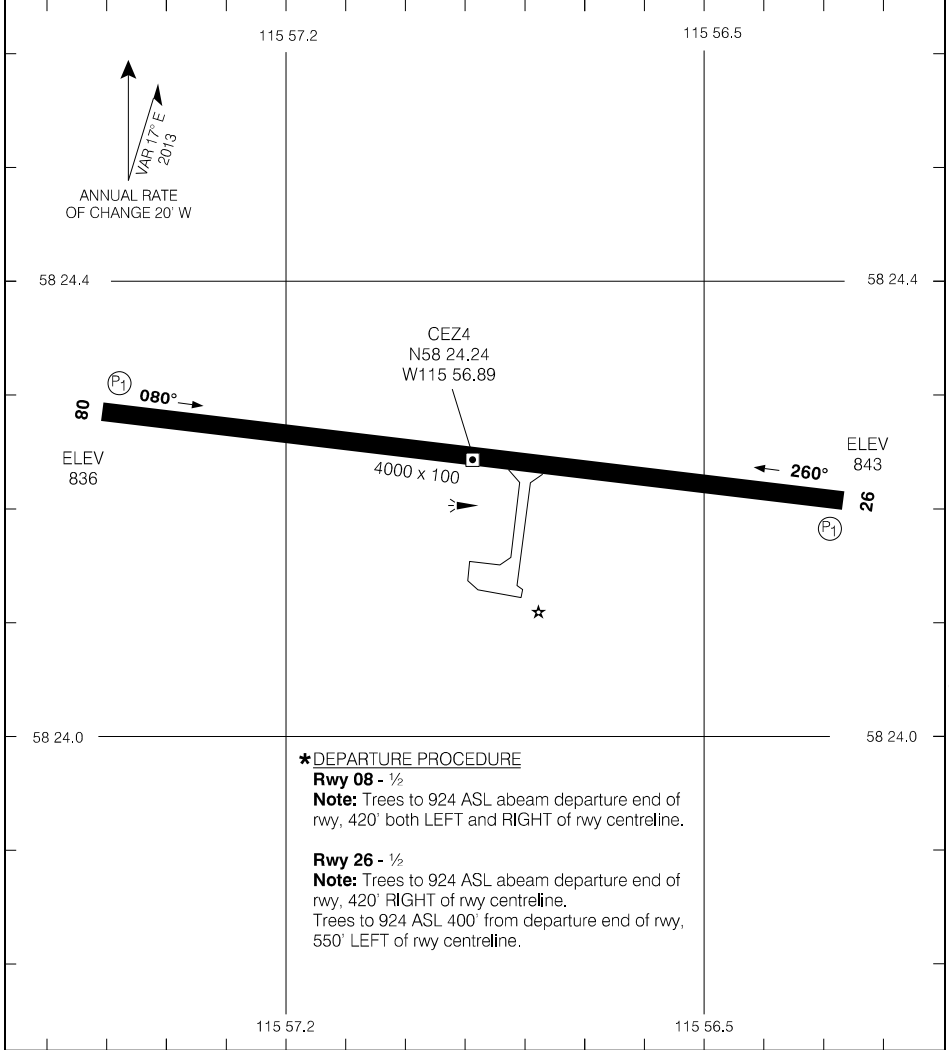 115 57.2
115 56.5
VAR 17° E
2013
ANNUAL RATE
OF CHANGE 20' W
58 24.4
58 24.4
CEZ4
N58 24.24
W115 56.89
P1
080°
08
ELEV
836
4000 x 100
ELEV
843
260°
26
P1
58 24.0
58 24.0
*DEPARTURE PROCEDURE
Rwy 08 - ½
Note: Trees to 924 ASL abeam departure end of
rwy, 420' both LEFT and RIGHT of rwy centreline.
Rwy 26 - ½
Note: Trees to 924 ASL abeam departure end of
rwy, 420' RIGHT of rwy centreline.
Trees to 924 ASL 400' from departure end of rwy,
550' LEFT of rwy centreline.
115 57.2
115 56.5